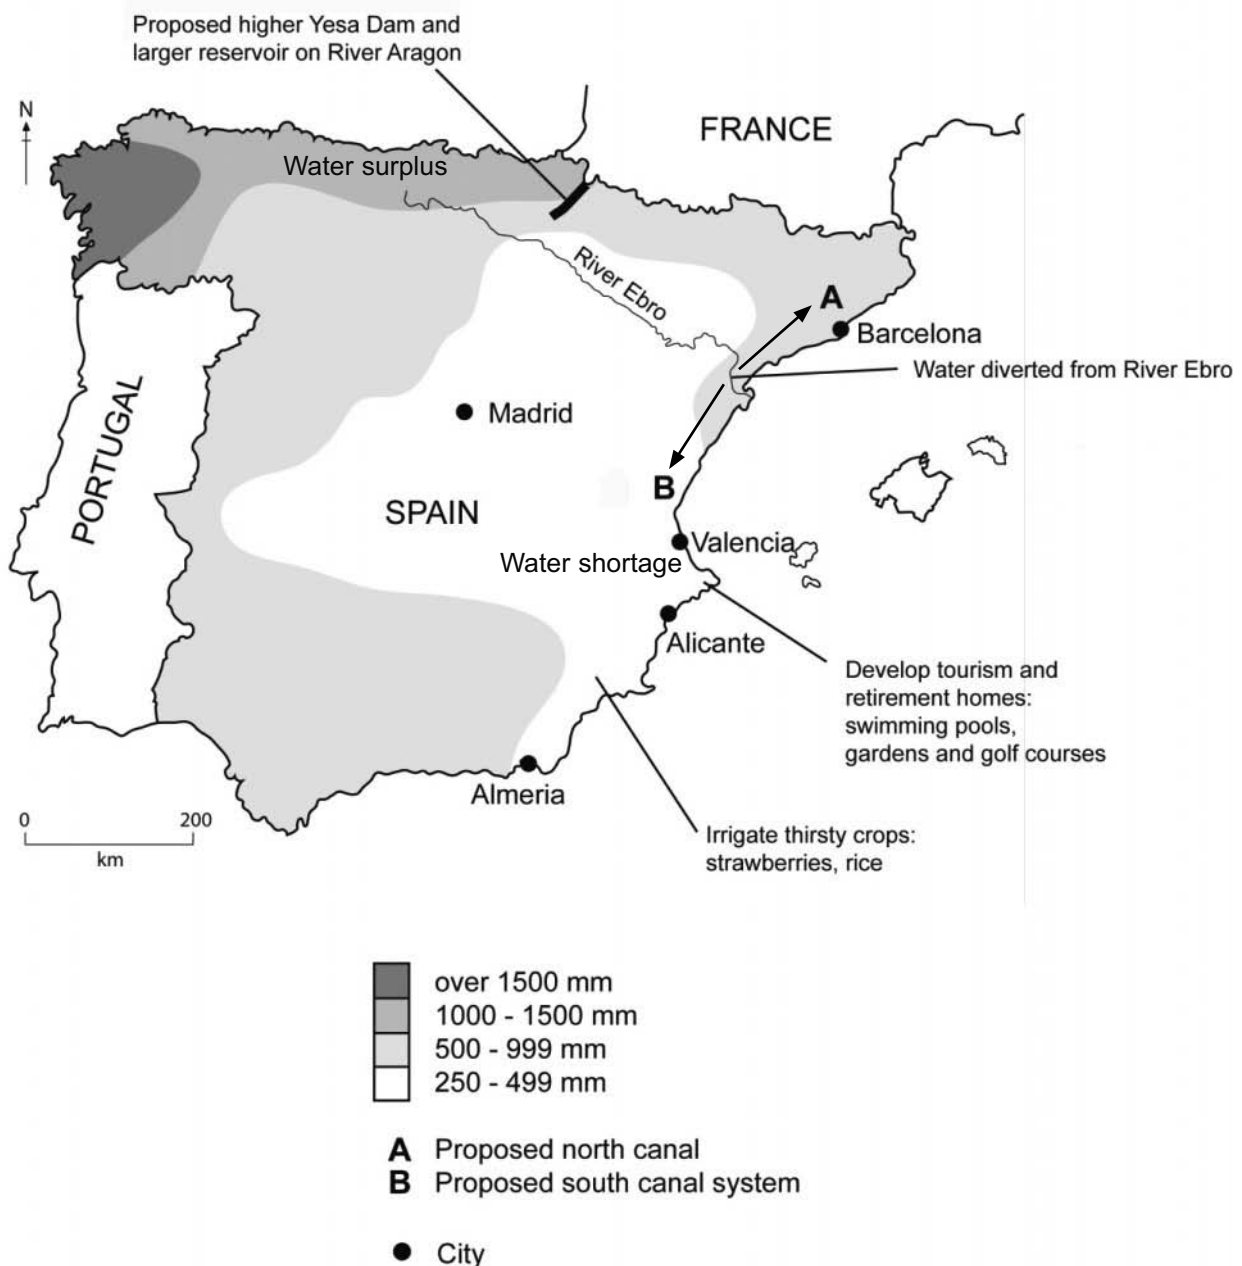 Proposed higher Yesa Dam and
larger reservoir on River Aragon
N
FRANCE
Water surplus
River Ebro
A
Barcelona
Water diverted from River Ebro
Madrid
PORTUGAL
B
SPAIN
Valencia
Water shortage
Alicante
Develop tourism and
retirement homes:
swimming pools,
gardens and golf courses
Almeria
0 200
km
Irrigate thirsty crops:
strawberries, rice
over 1500 mm
1000 - 1500 mm
500 - 999 mm
250 - 499 mm
A Proposed north canal
B Proposed south canal system
City